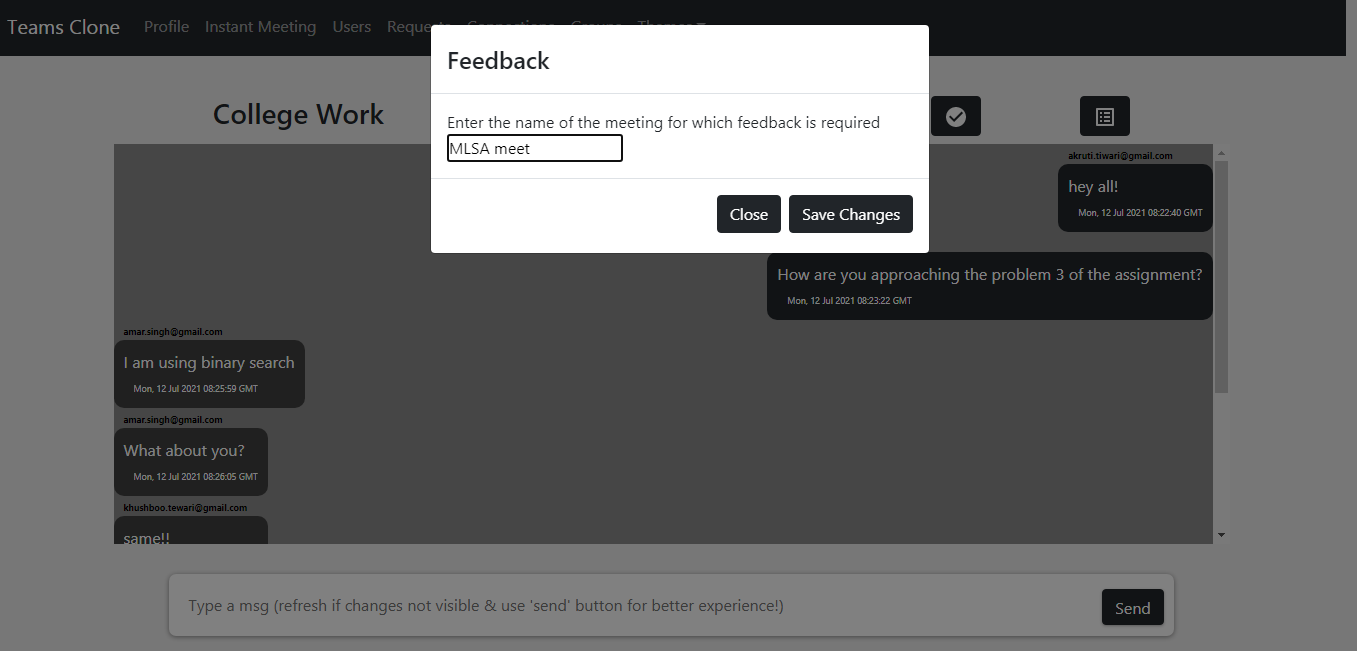 Teams Clone Profile Instant Meeting Users Requests Connections Groups Themes
Feedback
College Work
Enter the name of the meeting for which feedback is required
MLSA meet
Close Save Changes
akruti.tiwari@gmail.com
hey all!
Mon, 12 Jul 2021 08:22:40 GMT
How are you approaching the problem 3 of the assignment?
Mon, 12 Jul 2021 08:23:22 GMT
amar.singh@gmail.com
I am using binary search
Mon, 12 Jul 2021 08:25:59 GMT
amar.singh@gmail.com
What about you?
Mon, 12 Jul 2021 08:26:05 GMT
khushboo.tewari@gmail.com
same!!
Type a msg (refresh if changes not visible & use 'send' button for better experience!)
Send